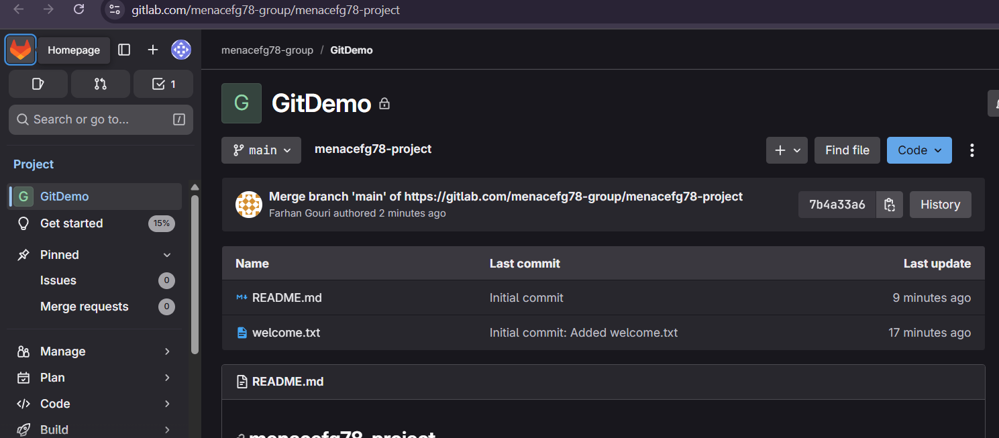 gitlab.com/menacefg78-group/menacefg78-project
Homepage
1
Search or go to...
/
Project
G GitDemo
Get started 15%
Pinned
Issues 0
Merge requests 0
Manage
Plan
Code
Build
menacefg78-group / GitDemo
G GitDemo
main menacefg78-project
Find file Code
Merge branch 'main' of https://gitlab.com/menacefg78-group/menacefg78-project
Farhan Gouri authored 2 minutes ago
7b4a33a6 History
Name Last commit Last update
README.md Initial commit 9 minutes ago
welcome.txt Initial commit: Added welcome.txt 17 minutes ago
README.md
menacefg78-project